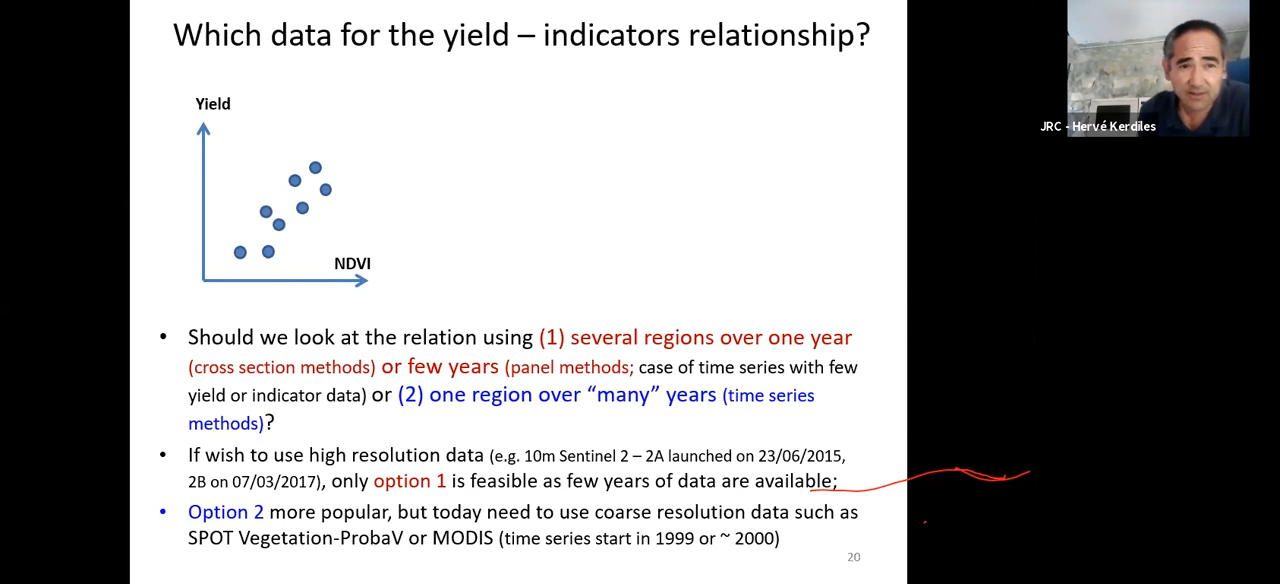 Which data for the yield – indicators relationship?
JRC - Hervé Kerdiles
Yield
NDVI
• Should we look at the relation using (1) several regions over one year
(cross section methods) or few years (panel methods; case of time series with few
yield or indicator data) or (2) one region over “many” years (time series
methods)?
• If wish to use high resolution data (e.g. 10m Sentinel 2 – 2A launched on 23/06/2015,
2B on 07/03/2017), only option 1 is feasible as few years of data are available;
• Option 2 more popular, but today need to use coarse resolution data such as
SPOT Vegetation-ProbaV or MODIS (time series start in 1999 or ~ 2000)
20